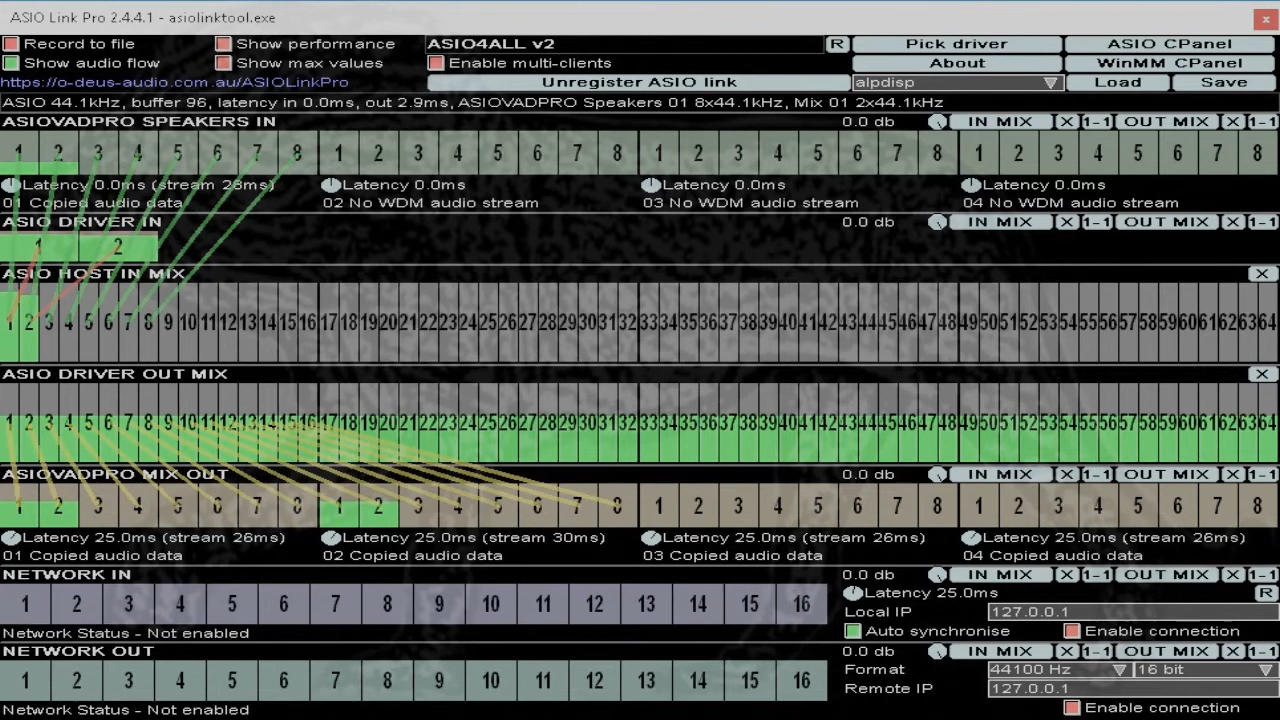 ASIO Link Pro 2.4.4.1 - asiolinktool.exe x
Record to file Show performance ASIO4ALL v2 R Pick driver ASIO CPanel
Show audio flow Show max values Enable multi-clients About WinMM CPanel
https://o-deus-audio.com.au/ASIOLinkPro Unregister ASIO link alpdisp Load Save
ASIO 44.1kHz, buffer 96, latency in 0.0ms, out 2.9ms, ASIOVADPRO Speakers 01 8x44.1kHz, Mix 01 2x44.1kHz
ASIOVADPRO SPEAKERS IN 0.0 db IN MIX X 1-1 OUT MIX X 1-1
1 2 3 4 5 6 7 8 1 2 3 4 5 6 7 8 1 2 3 4 5 6 7 8 1 2 3 4 5 6 7 8
Latency 0.0ms (stream 28ms) Latency 0.0ms Latency 0.0ms Latency 0.0ms
01 Copied audio data 02 No WDM audio stream 03 No WDM audio stream 04 No WDM audio stream
ASIO DRIVER IN 0.0 db IN MIX X 1-1 OUT MIX X 1-1
1 2
ASIO HOST IN MIX X
1 2 3 4 5 6 7 8 9 10 11 12 13 14 15 16 17 18 19 20 21 22 23 24 25 26 27 28 29 30 31 32 33 34 35 36 37 38 39 40 41 42 43 44 45 46 47 48 49 50 51 52 53 54 55 56 57 58 59 60 61 62 63 64
ASIO DRIVER OUT MIX X
1 2 3 4 5 6 7 8 9 10 11 12 13 14 15 16 17 18 19 20 21 22 23 24 25 26 27 28 29 30 31 32 33 34 35 36 37 38 39 40 41 42 43 44 45 46 47 48 49 50 51 52 53 54 55 56 57 58 59 60 61 62 63 64
ASIOVADPRO MIX OUT 0.0 db IN MIX X 1-1 OUT MIX X 1-1
1 2 3 4 5 6 7 8 1 2 3 4 5 6 7 8 1 2 3 4 5 6 7 8 1 2 3 4 5 6 7 8
Latency 25.0ms (stream 26ms) Latency 25.0ms (stream 30ms) Latency 25.0ms (stream 26ms) Latency 25.0ms (stream 26ms)
01 Copied audio data 02 Copied audio data 03 Copied audio data 04 Copied audio data
NETWORK IN 0.0 db IN MIX X 1-1 OUT MIX X 1-1
1 2 3 4 5 6 7 8 9 10 11 12 13 14 15 16 Latency 25.0ms R
Local IP 127.0.0.1
Network Status - Not enabled Auto synchronise Enable connection
NETWORK OUT 0.0 db IN MIX X 1-1 OUT MIX X 1-1
1 2 3 4 5 6 7 8 9 10 11 12 13 14 15 16 Format 44100 Hz 16 bit
Remote IP 127.0.0.1
Network Status - Not enabled Enable connection